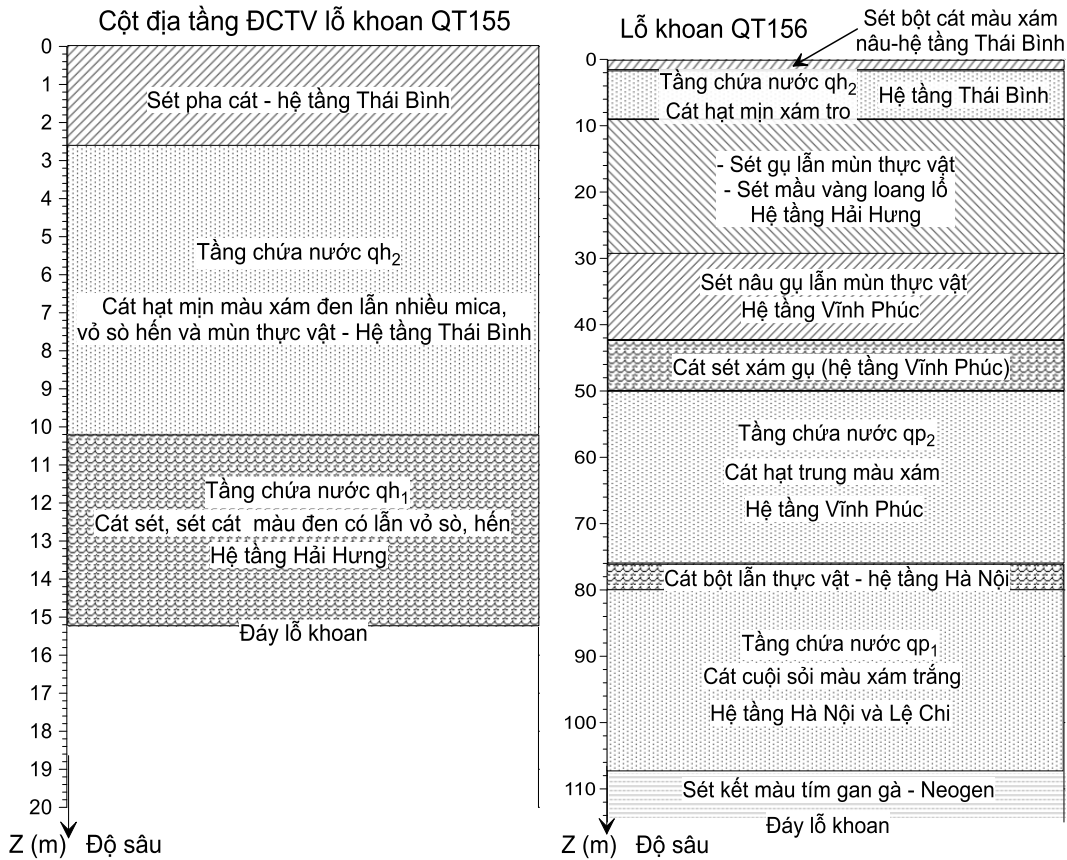 Cột địa tầng ĐCTV lỗ khoan QT155
0
1
2
3
4
5
6
7
8
9
10
11
12
13
14
15
16
17
18
19
20
Sét pha cát - hệ tầng Thái Bình
Tầng chứa nước qh2
Cát hạt mịn màu xám đen lẫn nhiều mica,
vỏ sò hến và mùn thực vật - Hệ tầng Thái Bình
Tầng chứa nước qh1
Cát sét, sét cát màu đen có lẫn vỏ sò, hến
Hệ tầng Hải Hưng
Đáy lỗ khoan
Z (m) Độ sâu
Lỗ khoan QT156
Sét bột cát màu xám
nâu-hệ tầng Thái Bình
0
10
20
30
40
50
60
70
80
90
100
110
Tầng chứa nước qh2
Cát hạt mịn xám tro
Hệ tầng Thái Bình
- Sét gụ lẫn mùn thực vật
- Sét mầu vàng loang lổ
Hệ tầng Hải Hưng
Sét nâu gụ lẫn mùn thực vật
Hệ tầng Vĩnh Phúc
Cát sét xám gụ (hệ tầng Vĩnh Phúc)
Tầng chứa nước qp2
Cát hạt trung màu xám
Hệ tầng Vĩnh Phúc
Cát bột lẫn thực vật - hệ tầng Hà Nội
Tầng chứa nước qp1
Cát cuội sỏi màu xám trắng
Hệ tầng Hà Nội và Lệ Chi
Sét kết màu tím gan gà - Neogen
Đáy lỗ khoan
Z (m) Độ sâu